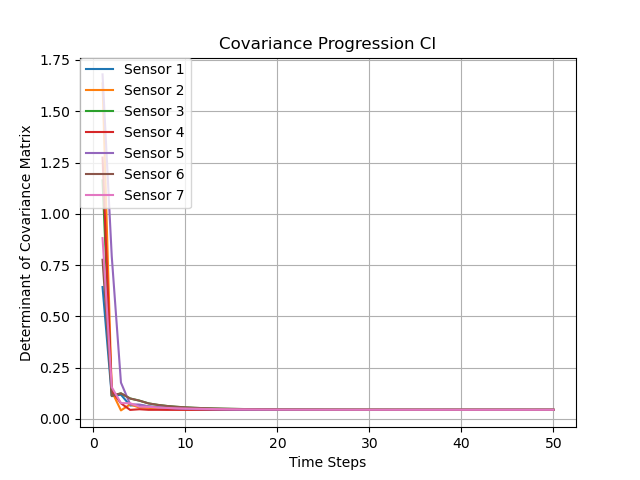 Covariance Progression CI
Determinant of Covariance Matrix
1.75
1.50
1.25
1.00
0.75
0.50
0.25
0.00
Sensor 1
Sensor 2
Sensor 3
Sensor 4
Sensor 5
Sensor 6
Sensor 7
0 10 20 30 40 50
Time Steps